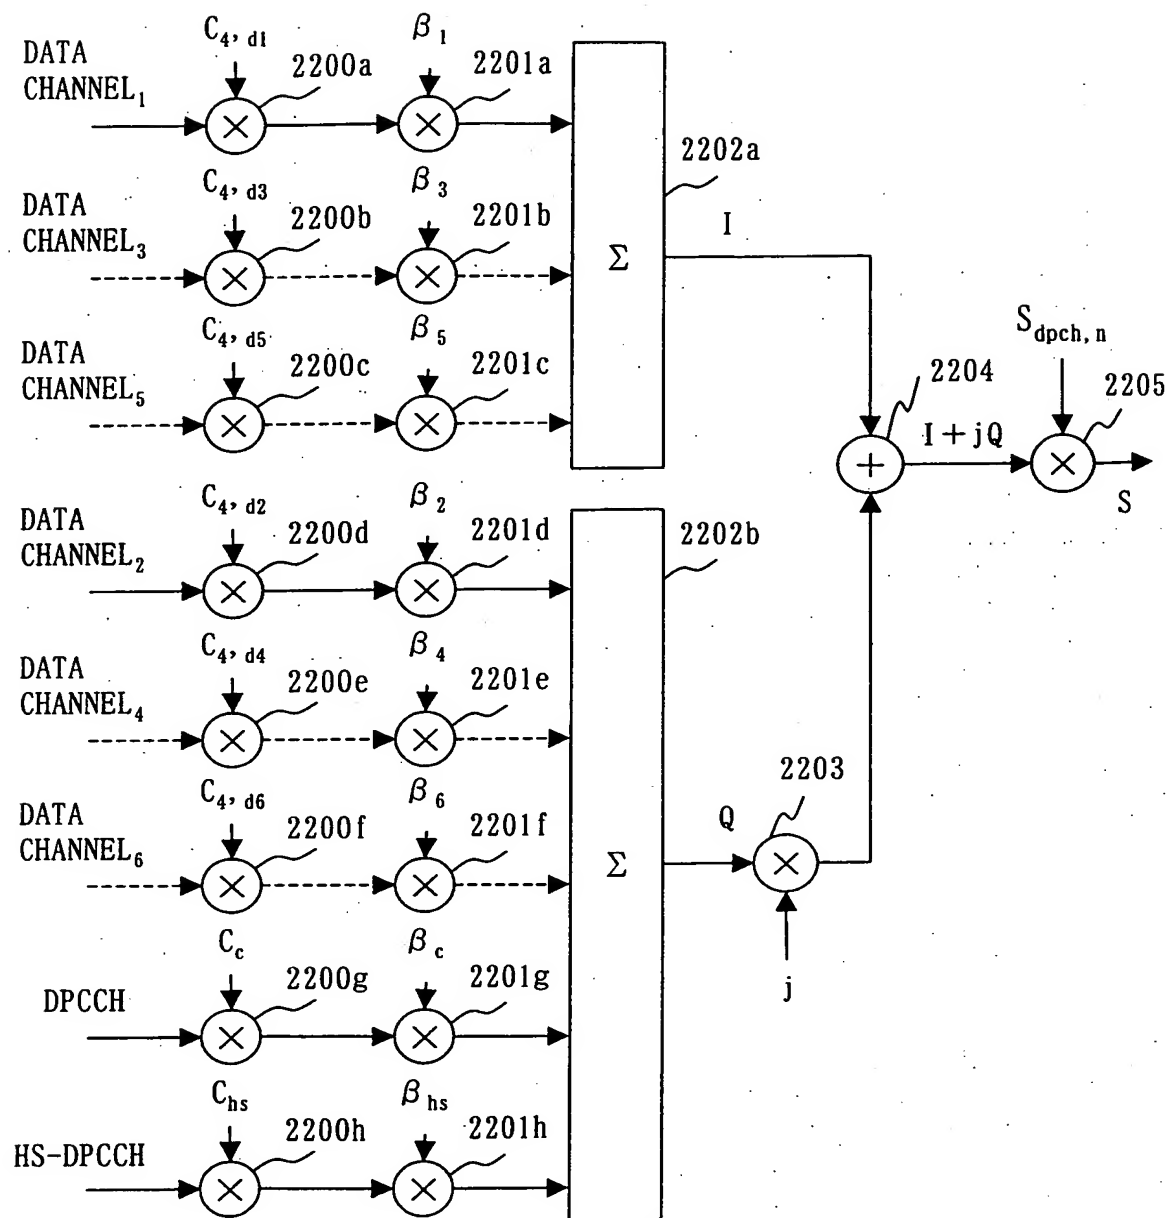 C4, d1 β1
DATA
CHANNEL1
2200a 2201a
2202a
C4, d3 β3
DATA
CHANNEL3
2200b 2201b
I
Σ
C4, d5 β5
DATA
CHANNEL5
2200c 2201c
Sdpch, n
2204
2205
I+jQ
S
C4, d2 β2
DATA
CHANNEL2
2200d 2201d
2202b
C4, d4 β4
DATA
CHANNEL4
2200e 2201e
2203
C4, d6 β6
DATA
CHANNEL6
2200f 2201f
Q
Σ
j
Cc βc
DPCCH
2200g 2201g
Chs βhs
HS-DPCCH
2200h 2201h